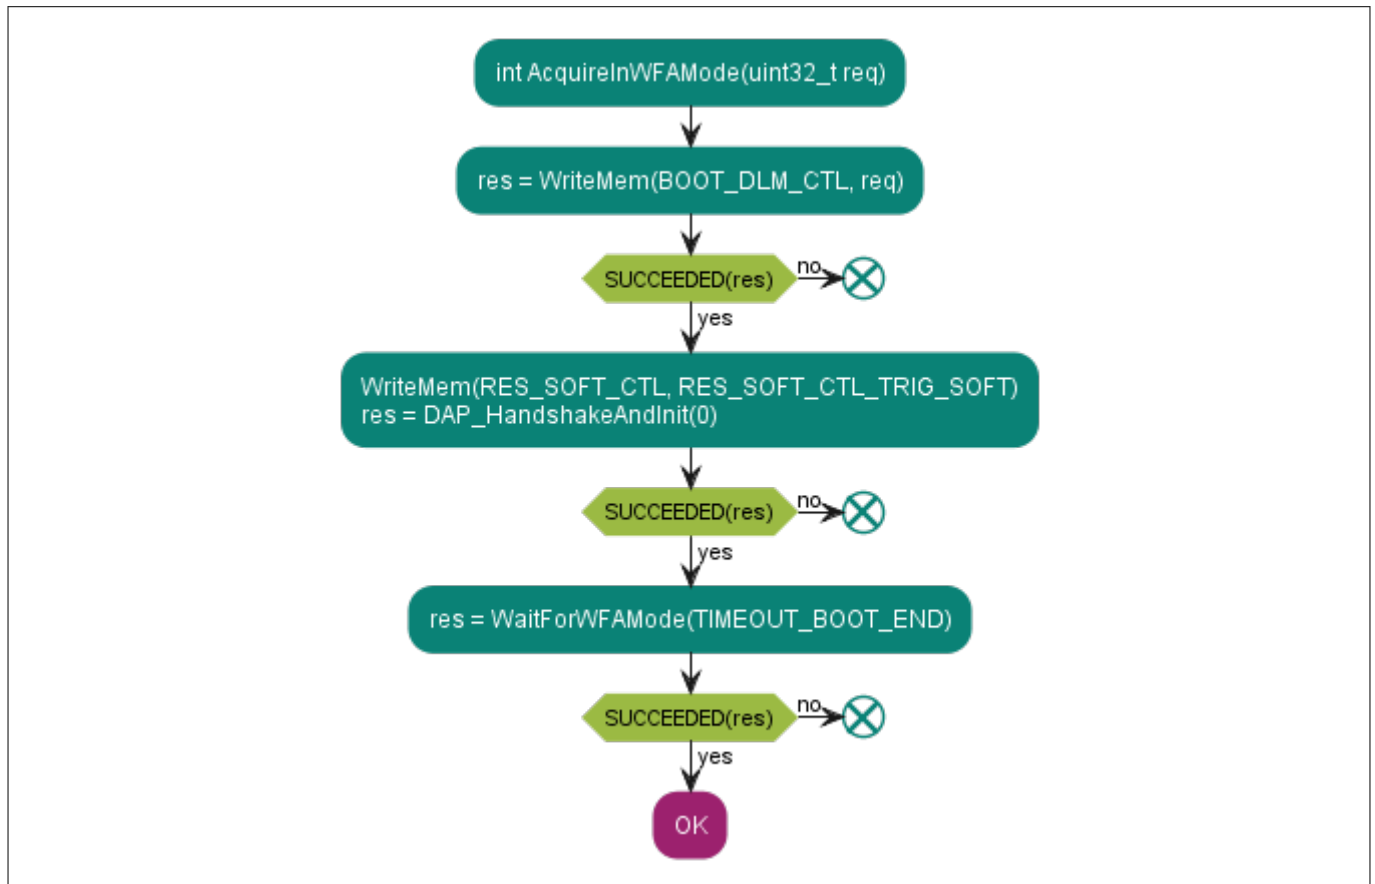 int AcquireInWFAMode(uint32_t req)
res = WriteMem(BOOT_DLM_CTL, req)
SUCCEEDED(res)
no
yes
WriteMem(RES_SOFT_CTL, RES_SOFT_CTL_TRIG_SOFT)
res = DAP_HandshakeAndInit(0)
SUCCEEDED(res)
no
yes
res = WaitForWFAMode(TIMEOUT_BOOT_END)
SUCCEEDED(res)
no
yes
OK